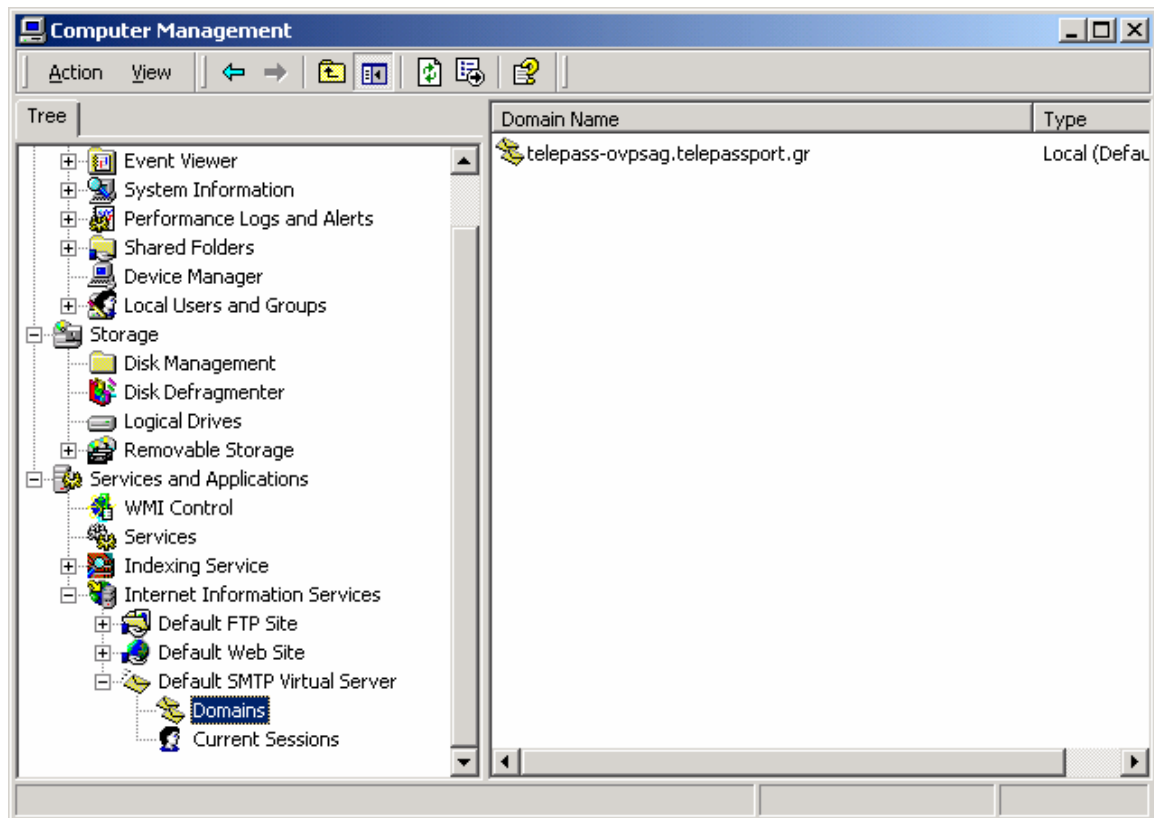 Computer Management
Action View
Tree
Event Viewer
System Information
Performance Logs and Alerts
Shared Folders
Device Manager
Local Users and Groups
Storage
Disk Management
Disk Defragmenter
Logical Drives
Removable Storage
Services and Applications
WMI Control
Services
Indexing Service
Internet Information Services
Default FTP Site
Default Web Site
Default SMTP Virtual Server
Domains
Current Sessions
Domain Name Type
telepass-ovpsag.telepassport.gr Local (Defau